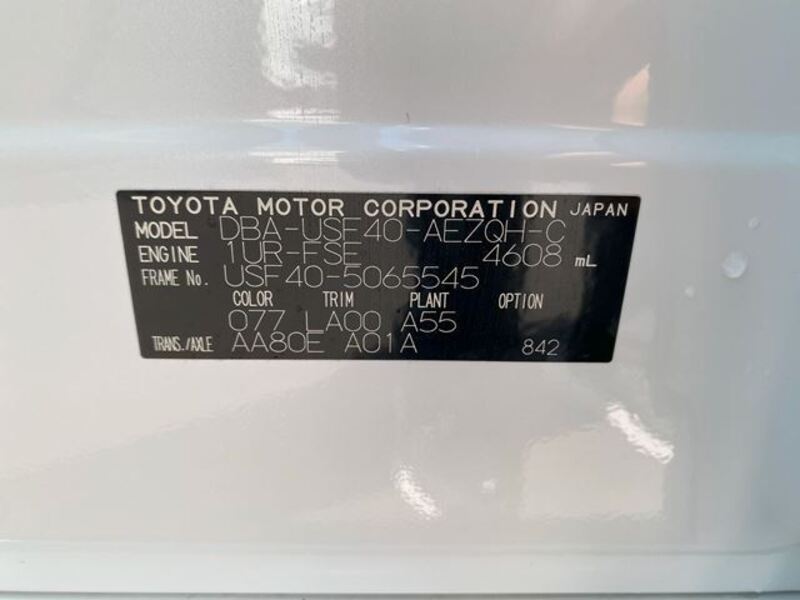 TOYOTA MOTOR CORPORATION JAPAN
MODEL DBA-USF40-AEZQH-C
ENGINE 1UR-FSE 4608 mL
FRAME No. USF40-5065545
COLOR TRIM PLANT OPTION
077 LA00 A55
TRANS./AXLE AA80E A01A 842